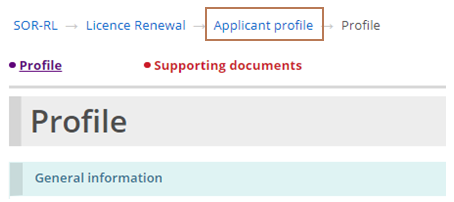 SOR-RL → Licence Renewal → Applicant profile → Profile
• Profile • Supporting documents
Profile
General information